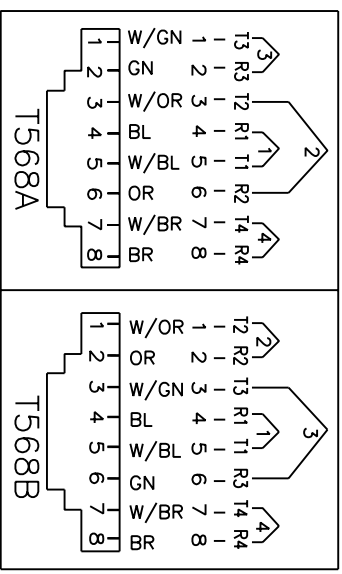 1 W/GN 1 - T3
2 GN 2 - R3
3
3 W/OR 3 - T2
4 BL 4 - R1
5 W/BL 5 - T1
1
6 OR 6 - R2
2
7 W/BR 7 - T4
8 BR 8 - R4
4
T568A
1 W/OR 1 - T2
2 OR 2 - R2
2
3 W/GN 3 - T3
4 BL 4 - R1
5 W/BL 5 - T1
1
6 GN 6 - R3
3
7 W/BR 7 - T4
8 BR 8 - R4
4
T568B